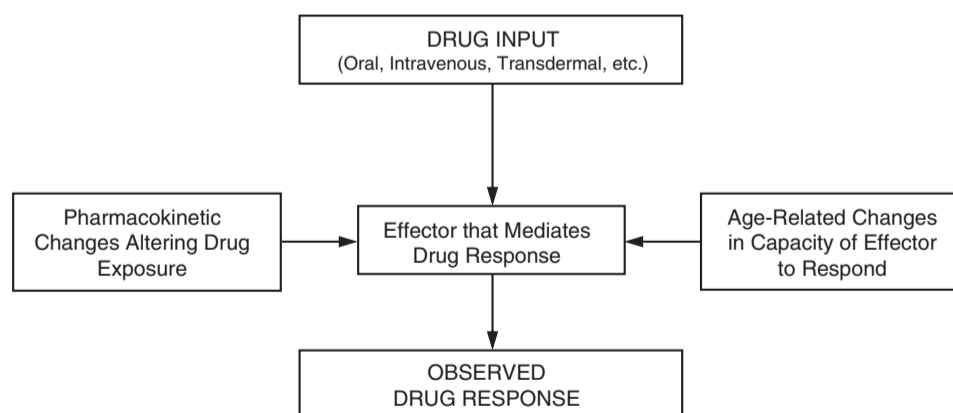 DRUG INPUT
(Oral, Intravenous, Transdermal, etc.)
Pharmacokinetic
Changes Altering Drug
Exposure
Effector that Mediates
Drug Response
Age-Related Changes
in Capacity of Effector
to Respond
OBSERVED
DRUG RESPONSE